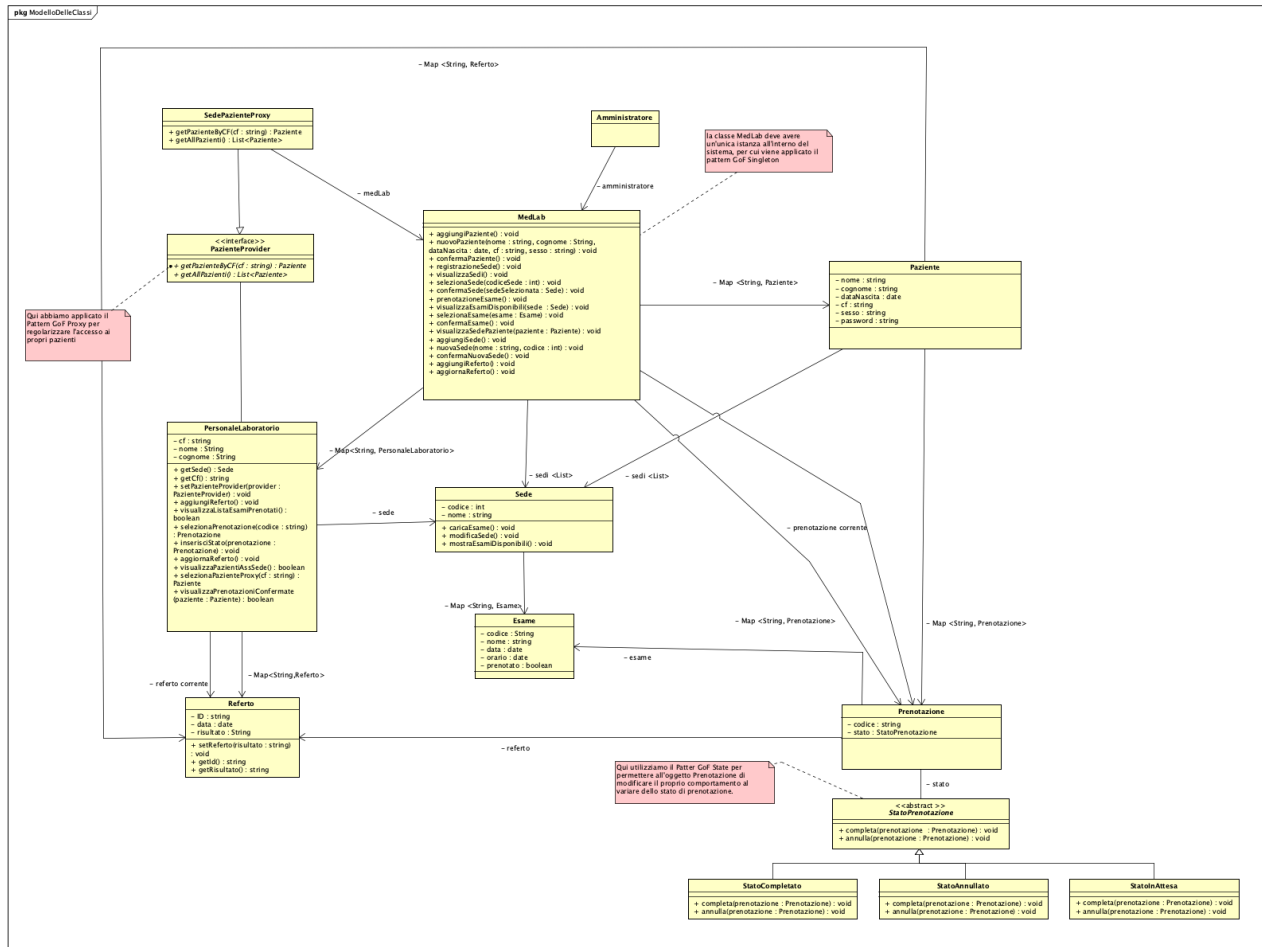 pkg ModelloDelleClassi
– Map <String, Referto>
SedePazienteProxy
+ getPazienteByCF(cf : string) : Paziente
+ getAllPazienti() : List<Paziente>
Amministratore
la classe MedLab deve avere
un'unica istanza all'interno del
sistema, per cui viene applicato il
pattern GoF Singleton
– medLab
– amministratore
MedLab
+ aggiungiPaziente() : void
+ nuovoPaziente(nome : string, cognome : String,
dataNascita : date, cf : string, sesso : string) : void
+ confermaPaziente() : void
+ registrazioneSede() : void
+ visualizzaSedi() : void
+ selezionaSede(codiceSede : int) : void
+ confermaSede(sedeSelezionata : Sede) : void
+ prenotazioneEsame() : void
+ visualizzaEsamiDisponibili(sede : Sede) : void
+ selezionaEsame(esame : Esame) : void
+ confermaEsame() : void
+ visualizzaSedePaziente(paziente : Paziente) : void
+ aggiungiSede() : void
+ nuovaSede(nome : string, codice : int) : void
+ confermaNuovaSede() : void
+ aggiungiReferto() : void
+ aggiornaReferto() : void
<<interface>>
PazienteProvider
+ getPazienteByCF(cf : string) : Paziente
+ getAllPazienti() : List<Paziente>
– Map <String, Paziente>
Paziente
– nome : string
– cognome : string
– dataNascita : date
– cf : string
– sesso : string
– password : string
Qui abbiamo applicato il
Pattern GoF Proxy per
regolarizzare l'accesso ai
propri pazienti
PersonaleLaboratorio
– cf : string
– nome : String
– cognome : String
+ getSede() : Sede
+ getCf() : string
+ setPazienteProvider(provider :
PazienteProvider) : void
+ aggiungiReferto() : void
+ visualizzaListaEsamiPrenotati() :
boolean
+ selezionaPrenotazione(codice : string)
: Prenotazione
+ inserisciStato(prenotazione :
Prenotazione) : void
+ aggiornaReferto() : void
+ visualizzaPazientiAssSede() : boolean
+ selezionaPazienteProxy(cf : string) :
Paziente
+ visualizzaPrenotazioniConfermate
(paziente : Paziente) : boolean
– Map<String, PersonaleLaboratorio>
– sedi <List>
– sedi <List>
Sede
– codice : int
– nome : string
+ caricaEsame() : void
+ modificaSede() : void
+ mostraEsamiDisponibili() : void
– sede
– prenotazione corrente
– Map <String, Esame>
Esame
– codice : String
– nome : string
– data : date
– orario : date
– prenotato : boolean
– Map <String, Prenotazione>
– Map <String, Prenotazione>
– esame
– referto corrente
– Map<String,Referto>
Referto
– ID : string
– data : date
– risultato : String
+ setReferto(risultato : string)
: void
+ getId() : string
+ getRisultato() : string
– referto
Prenotazione
– codice : string
– stato : StatoPrenotazione
Qui utilizziamo il Patter GoF State per
permettere all'oggetto Prenotazione di
modificare il proprio comportamento al
variare dello stato di prenotazione.
– stato
<<abstract >>
StatoPrenotazione
+ completa(prenotazione : Prenotazione) : void
+ annulla(prenotazione : Prenotazione) : void
StatoCompletato
+ completa(prenotazione : Prenotazione) : void
+ annulla(prenotazione : Prenotazione) : void
StatoAnnullato
+ completa(prenotazione : Prenotazione) : void
+ annulla(prenotazione : Prenotazione) : void
StatoInAttesa
+ completa(prenotazione : Prenotazione) : void
+ annulla(prenotazione : Prenotazione) : void